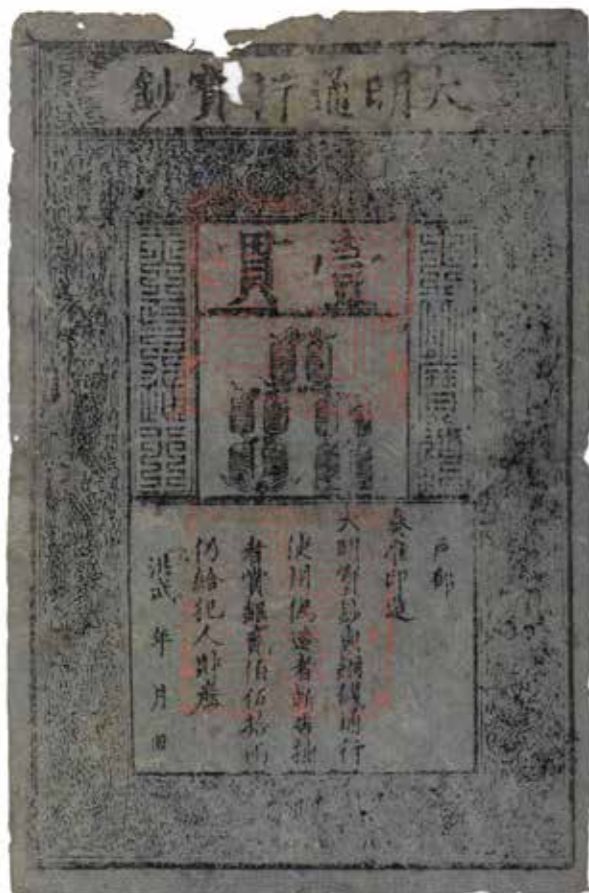 大明通行寶鈔
壹貫
戶部
奏准印造
大明寶鈔與銅錢通行
使用偽造者斬告捕
者賞銀貳佰伍拾兩
仍給犯人財產
洪武 年 月 日